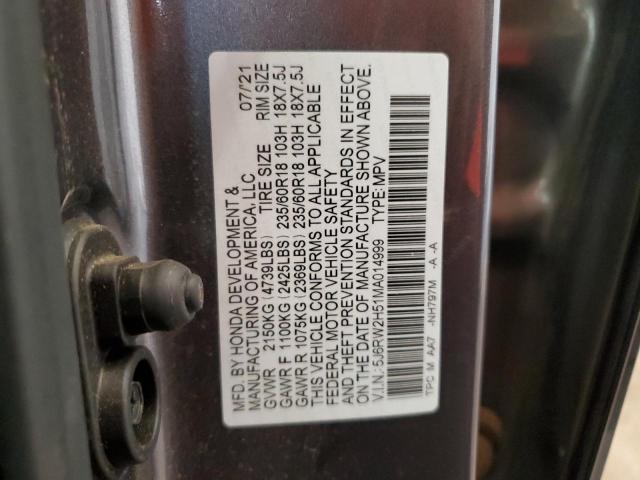 MFD. BY HONDA DEVELOPMENT &
MANUFACTURING OF AMERICA, LLC 07/'21
GVWR 2150KG (4739LBS) TIRE SIZE RIM SIZE
GAWR F 1100KG (2425LBS) 235/60R18 103H 18X7.5J
GAWR R 1075KG (2369LBS) 235/60R18 103H 18X7.5J
THIS VEHICLE CONFORMS TO ALL APPLICABLE
FEDERAL MOTOR VEHICLE SAFETY
AND THEFT PREVENTION STANDARDS IN EFFECT
ON THE DATE OF MANUFACTURE SHOWN ABOVE.
V.I.N.: 5J6RW2H51MA014999 TYPE: MPV
TPG M AA7 -NH797M -A -A